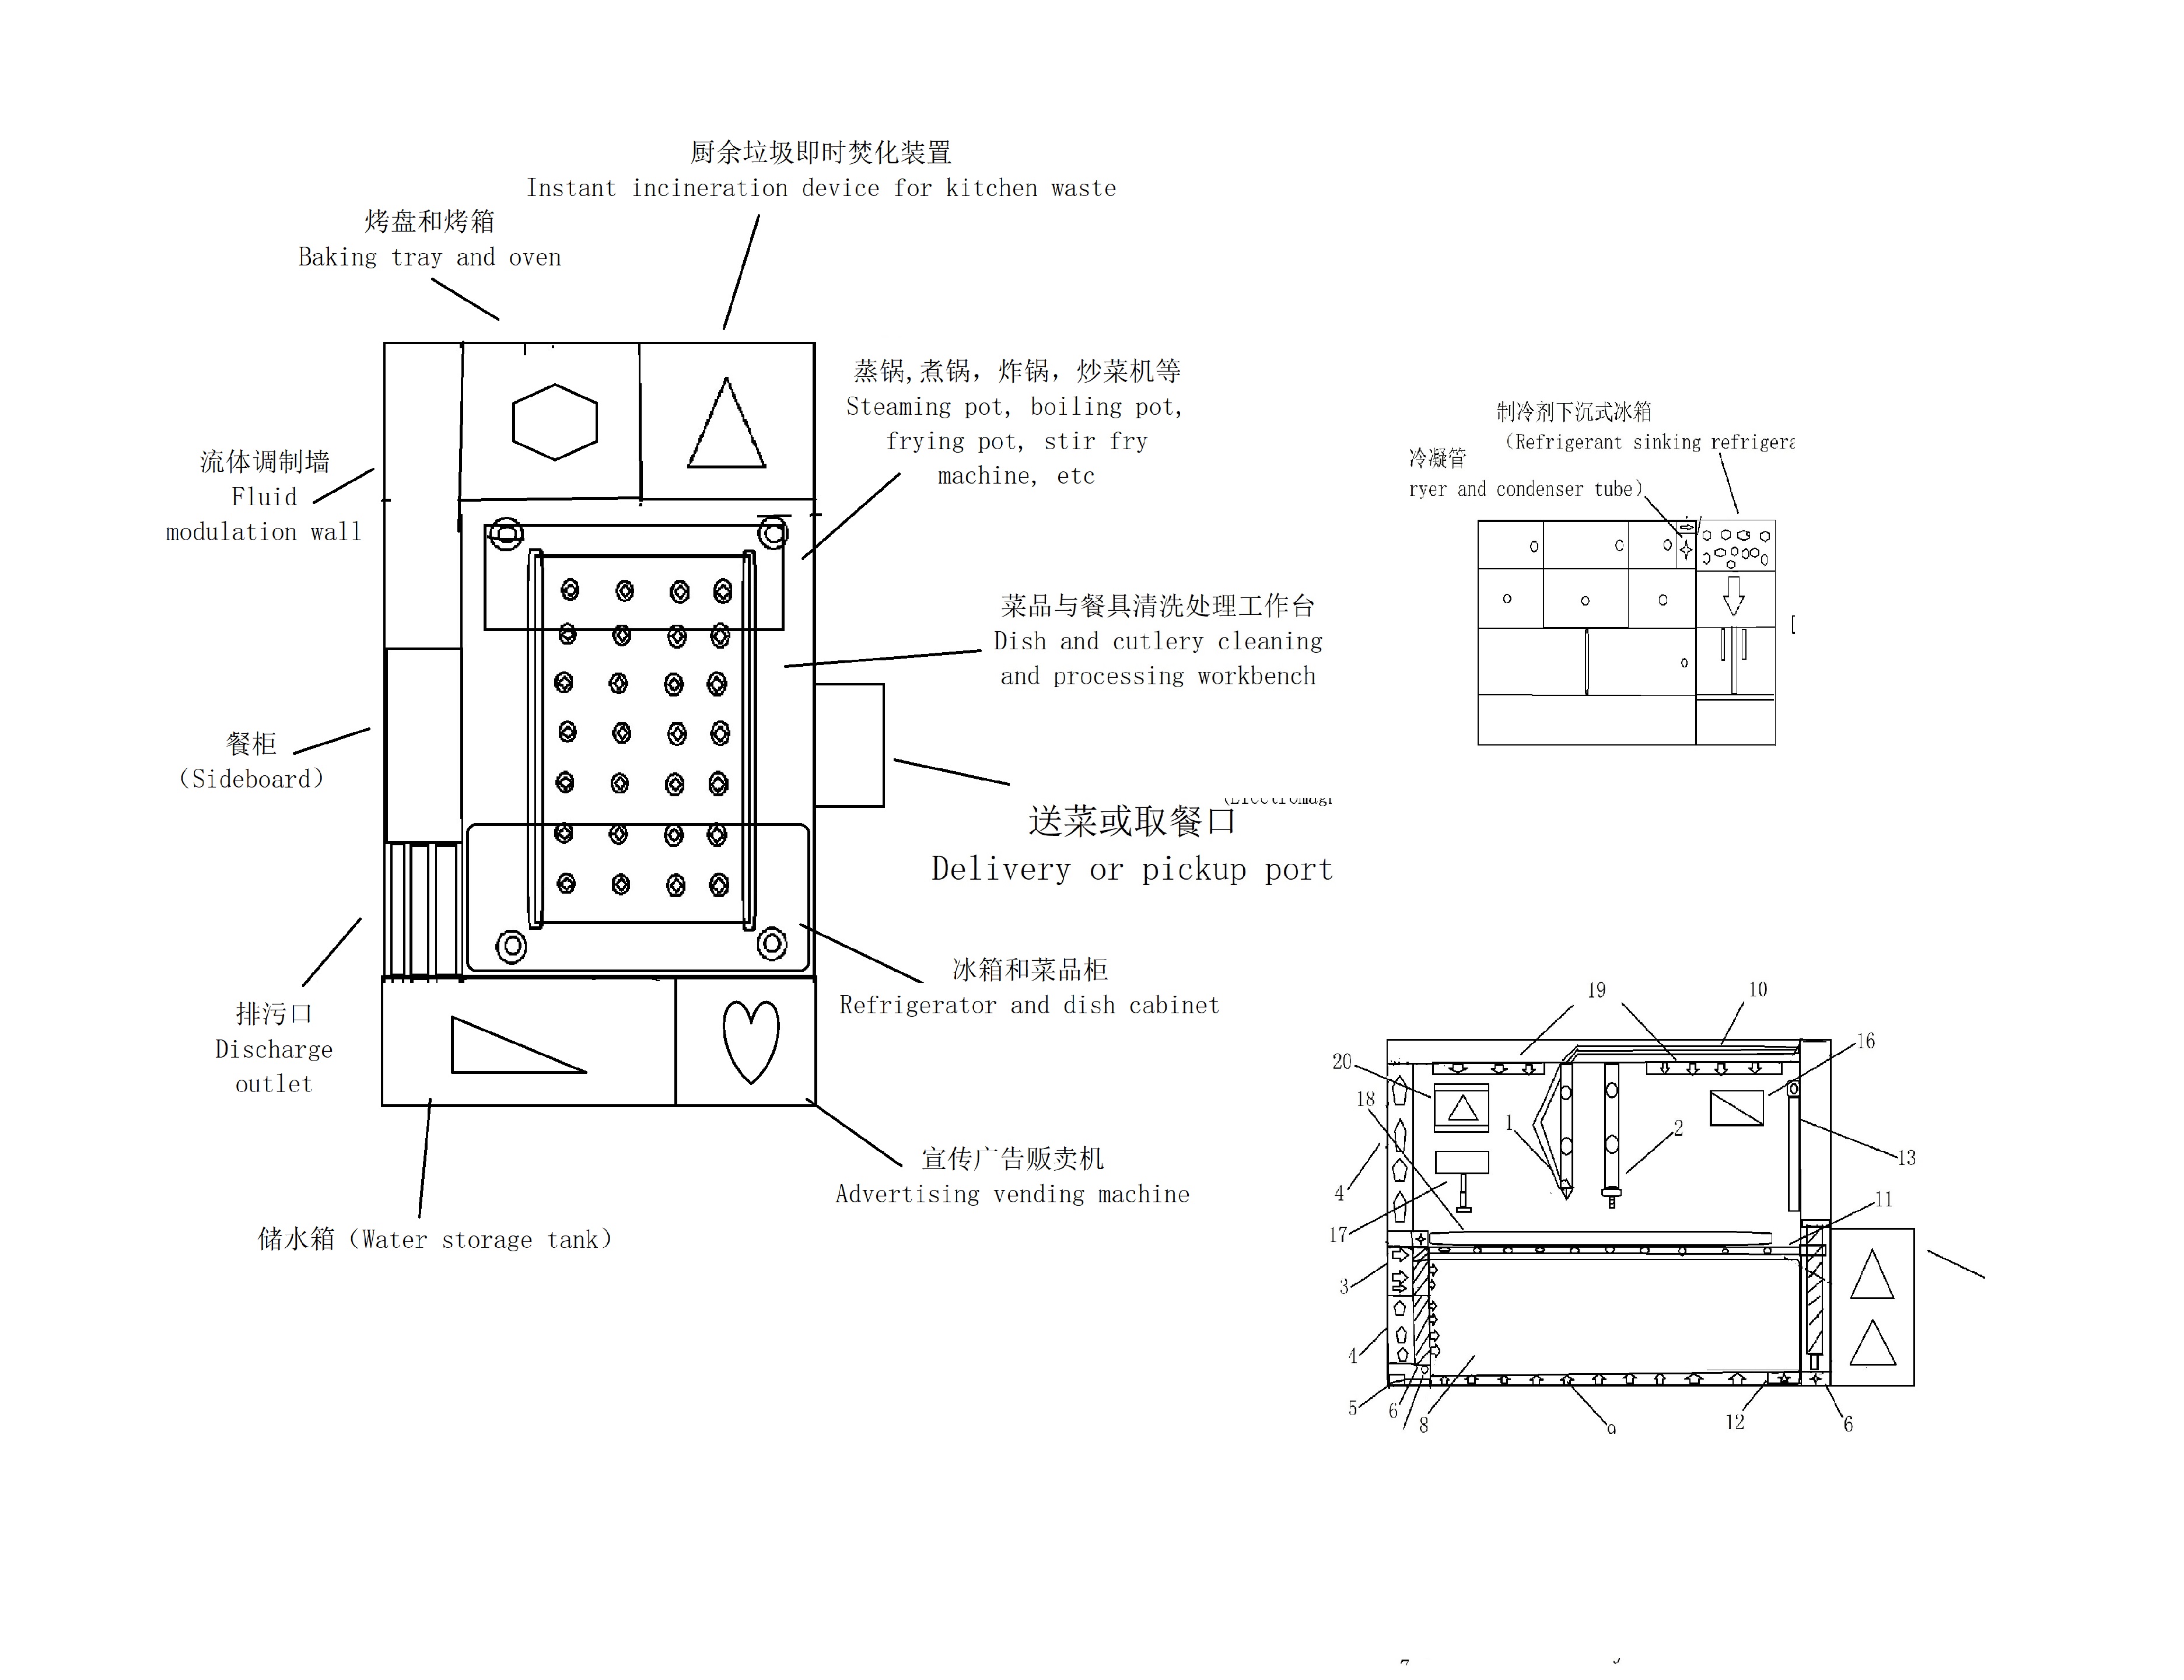 厨余垃圾即时焚化装置
Instant incineration device for kitchen waste
烤盘和烤箱
Baking tray and oven
蒸锅,煮锅，炸锅，炒菜机等
Steaming pot, boiling pot,
frying pot, stir fry
machine, etc
流体调制墙
Fluid
modulation wall
菜品与餐具清洗处理工作台
Dish and cutlery cleaning
and processing workbench
餐柜
（Sideboard）
送菜或取餐口
Delivery or pickup port
冰箱和菜品柜
Refrigerator and dish cabinet
排污口
Discharge
outlet
宣传广告贩卖机
Advertising vending machine
储水箱（Water storage tank）
制冷剂下沉式冰箱
（Refrigerant sinking
冷凝管
and condenser tube）
19
10
20
16
18
1
2
4
13
17
11
3
4
5
6
8
9
12
6